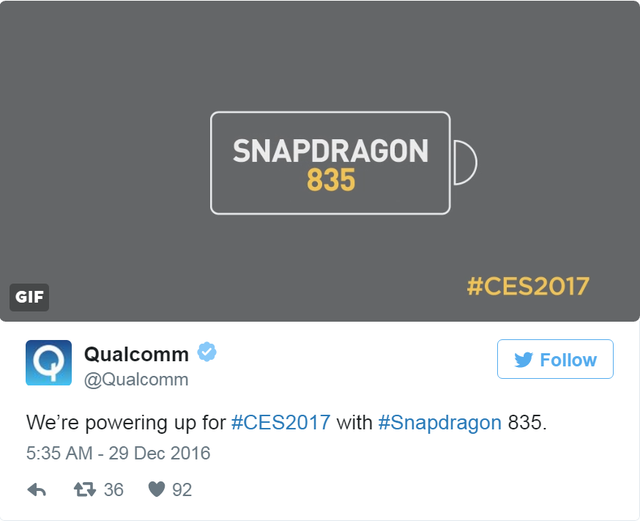 SNAPDRAGON
835
#CES2017
GIF
Qualcomm
@Qualcomm
Follow
We’re powering up for #CES2017 with #Snapdragon 835.
5:35 AM - 29 Dec 2016
36 92